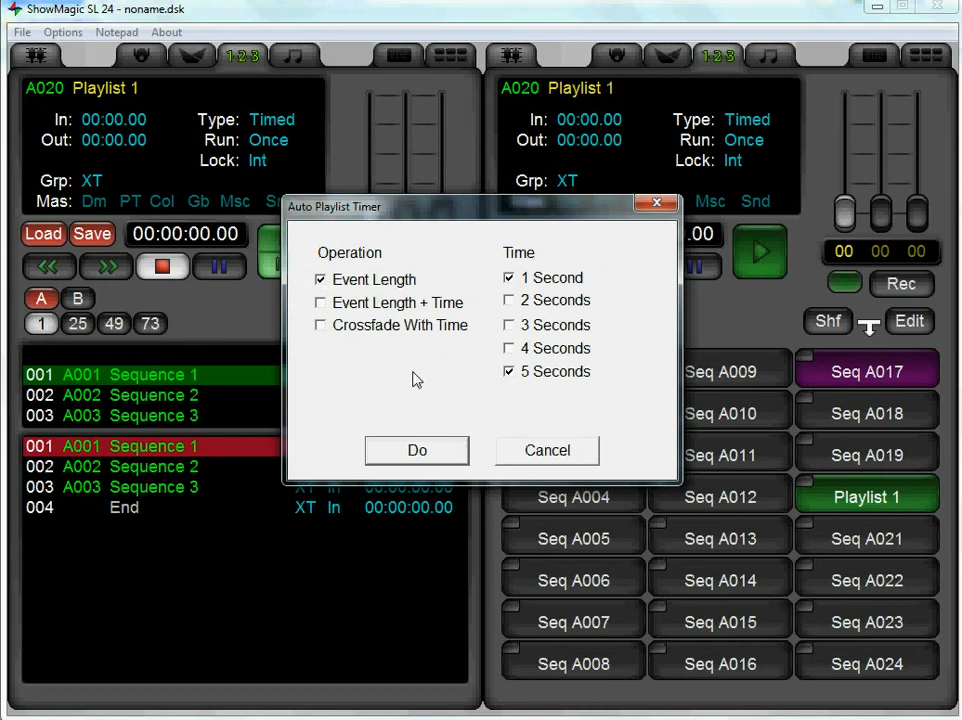 ShowMagic SL 24 - noname.dsk
File Options Notepad About
1-2-3
1-2-3
A020 Playlist 1
In: 00:00.00 Type: Timed
Out: 00:00.00 Run: Once
Lock: Int
Grp: XT
Mas: Dm PT Col Gb Msc
A020 Playlist 1
In: 00:00.00 Type: Timed
Out: 00:00.00 Run: Once
Lock: Int
Grp: XT
Msc Snd
Load Save 00:00:00.00
.00
00 00 00
Rec
A B
1 25 49 73
Shf Edit
001 A001 Sequence 1
002 A002 Sequence 2
003 A003 Sequence 3
001 A001 Sequence 1
002 A002 Sequence 2
003 A003 Sequence 3 XT In 00:00:00.00
004 End XT In 00:00:00.00
Auto Playlist Timer
Operation
Event Length
Event Length + Time
Crossfade With Time
Time
1 Second
2 Seconds
3 Seconds
4 Seconds
5 Seconds
Do Cancel
Seq A009 Seq A017
Seq A010 Seq A018
Seq A011 Seq A019
Seq A004 Seq A012 Playlist 1
Seq A005 Seq A013 Seq A021
Seq A006 Seq A014 Seq A022
Seq A007 Seq A015 Seq A023
Seq A008 Seq A016 Seq A024